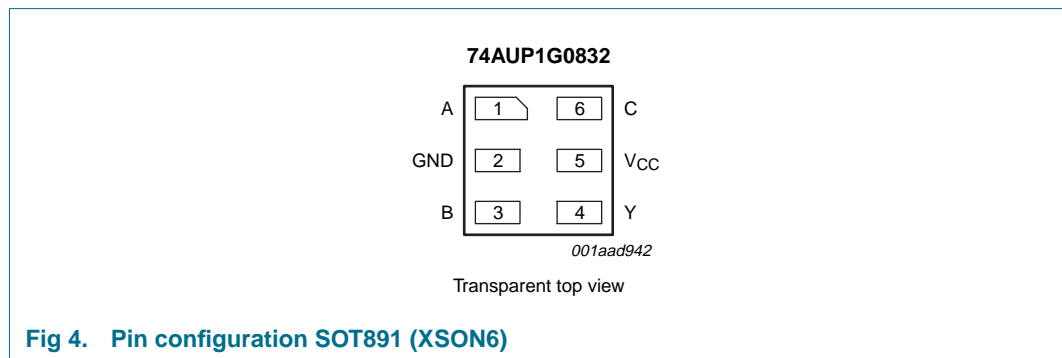 74AUP1G0832
A 1 6 C
GND 2 5 VCC
B 3 4 Y
001aad942
Transparent top view
Fig 4. Pin configuration SOT891 (XSON6)